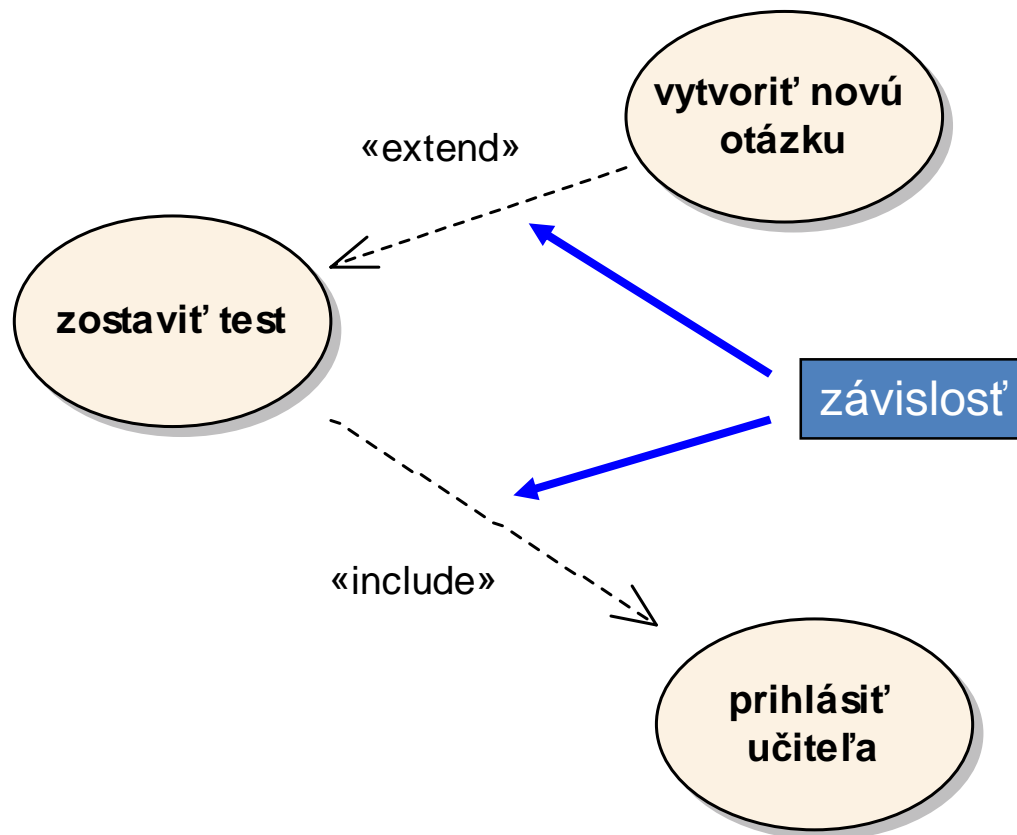 vytvoriť novú
otázku
«extend»
zostaviť test
závislosť
«include»
prihlásiť
učiteľa